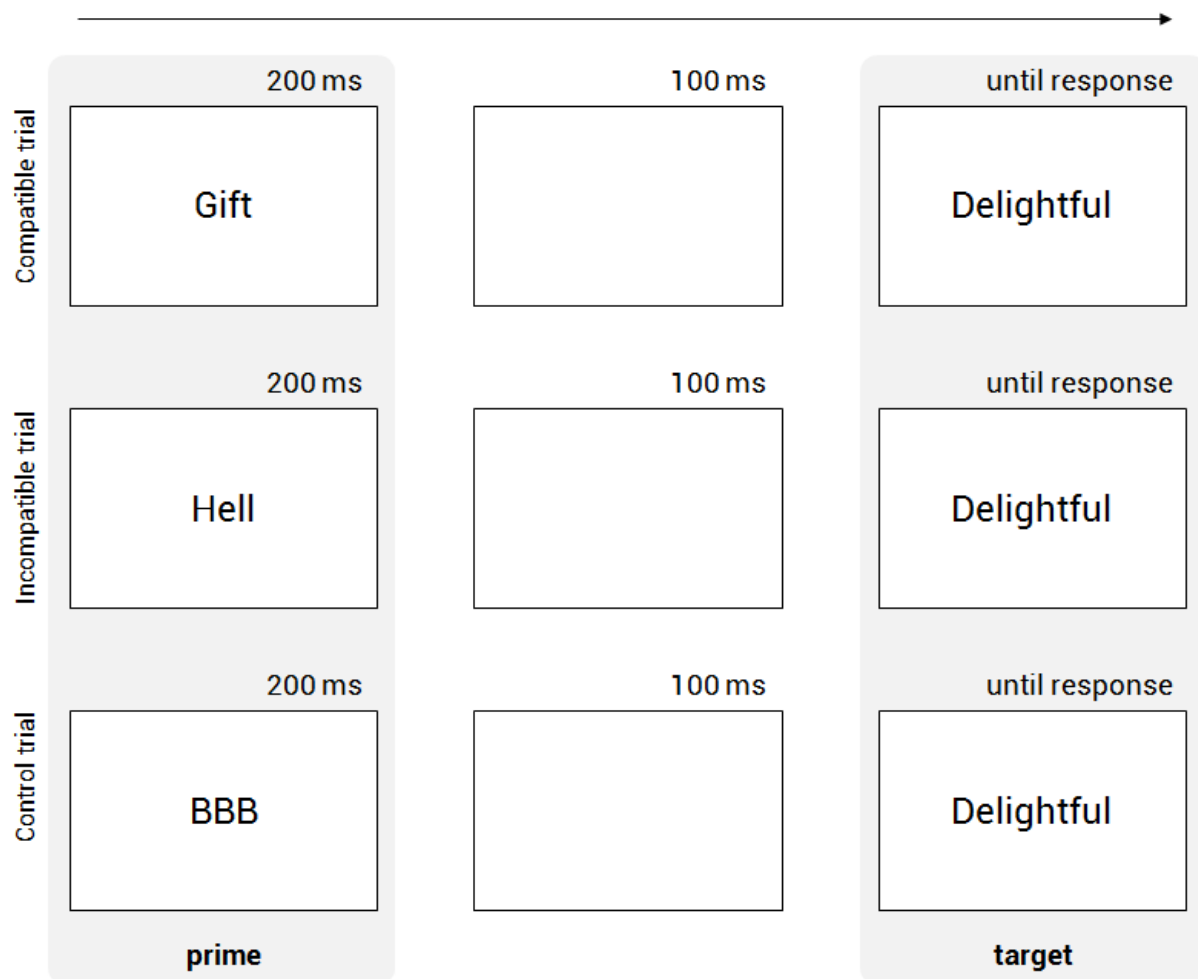 200 ms
100 ms
until response
Compatible trial
Gift
Delightful
200 ms
100 ms
until response
Incompatible trial
Hell
Delightful
200 ms
100 ms
until response
Control trial
BBB
Delightful
prime
target